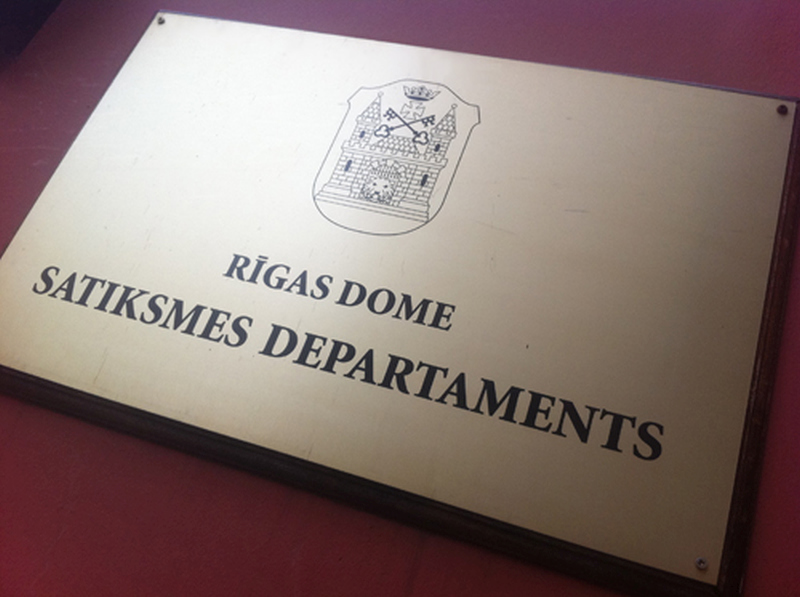 RĪGAS DOME
SATIKSMES DEPARTAMENTS